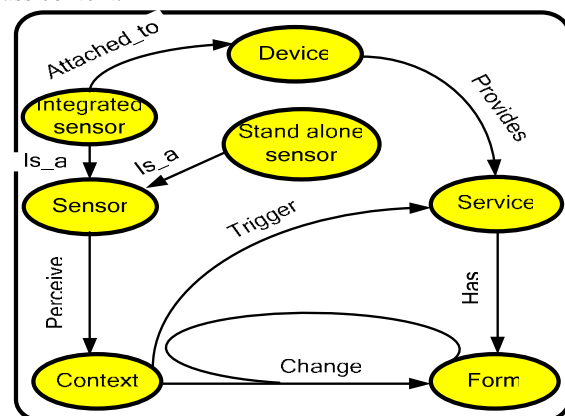 Attached_to
Device
Integrated
sensor
Stand alone
sensor
Provides
Is_a
Is_a
Sensor
Service
Trigger
Perceive
Has
Change
Context
Form